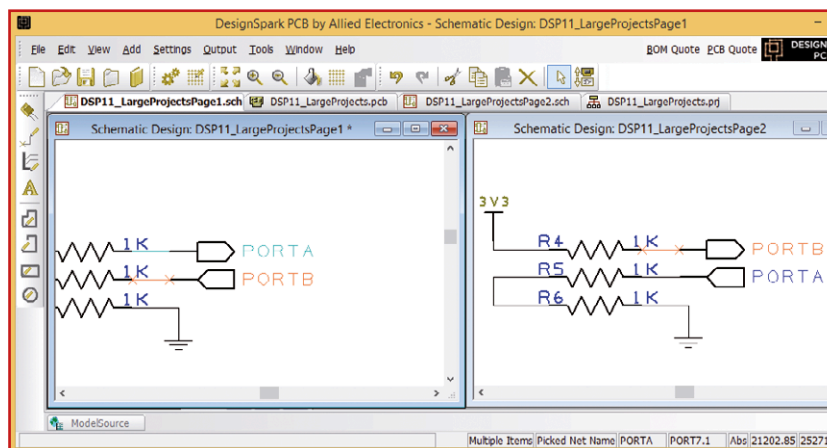 DesignSpark PCB by Allied Electronics - Schematic Design: DSP11_LargeProjectsPage1
File Edit View Add Settings Output Tools Window Help
BOM Quote PCB Quote
DESIGN
PC
DSP11_LargeProjectsPage1.sch DSP11_LargeProjects.pcb DSP11_LargeProjectsPage2.sch DSP11_LargeProjects.prj
Schematic Design: DSP11_LargeProjectsPage1 *
1K PORTA
1K PORTB
1K
Schematic Design: DSP11_LargeProjectsPage2
3V3
R4 1K PORTB
R5 1K PORTA
R6 1K
ModelSource
Multiple Items Picked Net Name PORTA PORT7.1 Abs 21202.85 25271